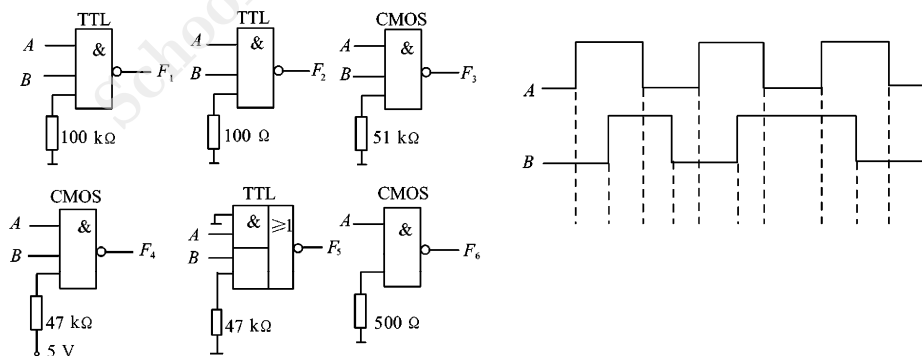 TTL
A
B
&
F₁
100 kΩ
TTL
A
B
&
F₂
100 Ω
CMOS
A
B
&
F₃
51 kΩ
CMOS
A
B
&
F₄
47 kΩ
5 V
TTL
A
B
&
≥1
F₅
47 kΩ
CMOS
A
&
F₆
500 Ω
A
B